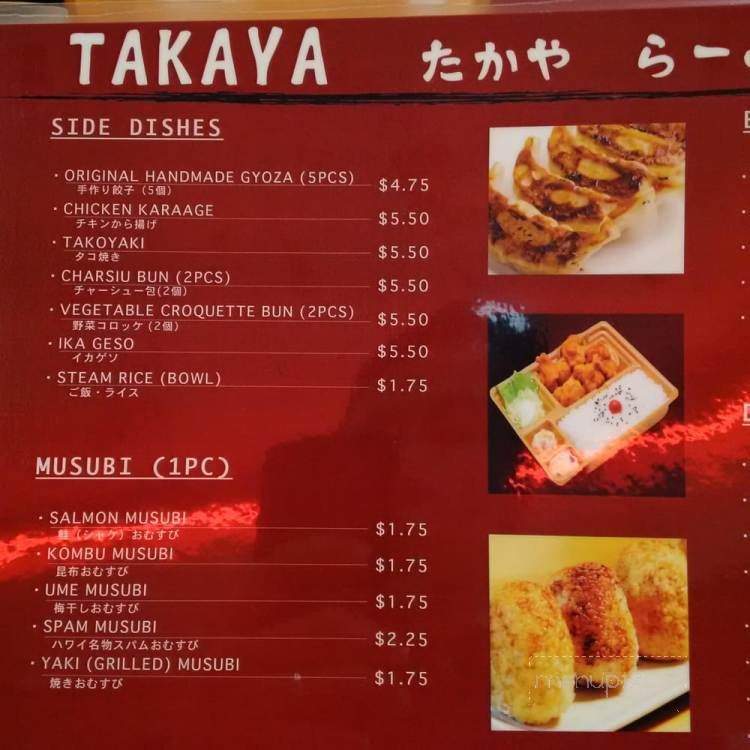 TAKAYA たかや らー
SIDE DISHES
· ORIGINAL HANDMADE GYOZA (5PCS) $4.75
手作り餃子 (5個)
· CHICKEN KARAAGE $5.50
チキンから揚げ
· TAKOYAKI $5.50
タコ焼き
· CHARSIU BUN (2PCS) $5.50
チャーシュー包(2個)
· VEGETABLE CROQUETTE BUN (2PCS) $5.50
野菜コロッケ (2個)
· IKA GESO $5.50
イカゲソ
· STEAM RICE (BOWL) $1.75
ご飯・ライス
MUSUBI (1PC)
· SALMON MUSUBI $1.75
鮭 (シャケ) おむすび
· KOMBU MUSUBI $1.75
昆布おむすび
· UME MUSUBI $1.75
梅干しおむすび
· SPAM MUSUBI $2.25
ハワイ名物スパムおむすび
· YAKI (GRILLED) MUSUBI $1.75
焼きおむすび